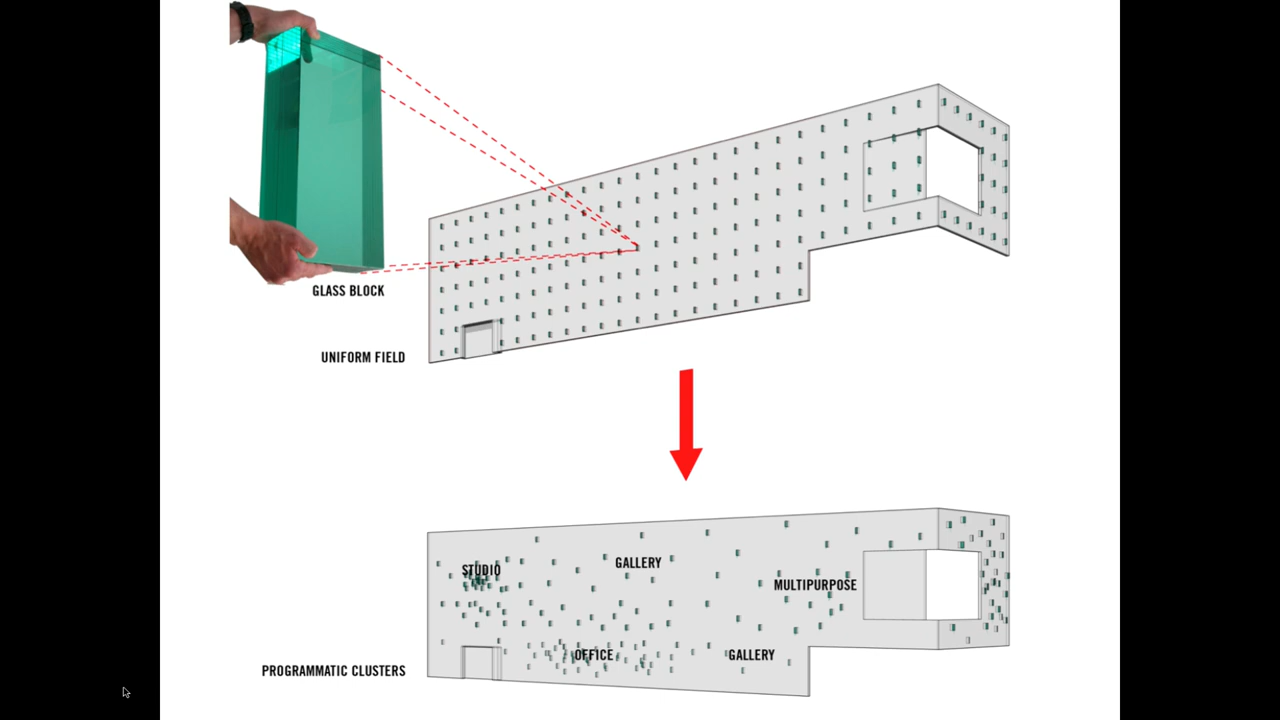 GLASS BLOCK
UNIFORM FIELD
STUDIO
GALLERY
MULTIPURPOSE
OFFICE
GALLERY
PROGRAMMATIC CLUSTERS